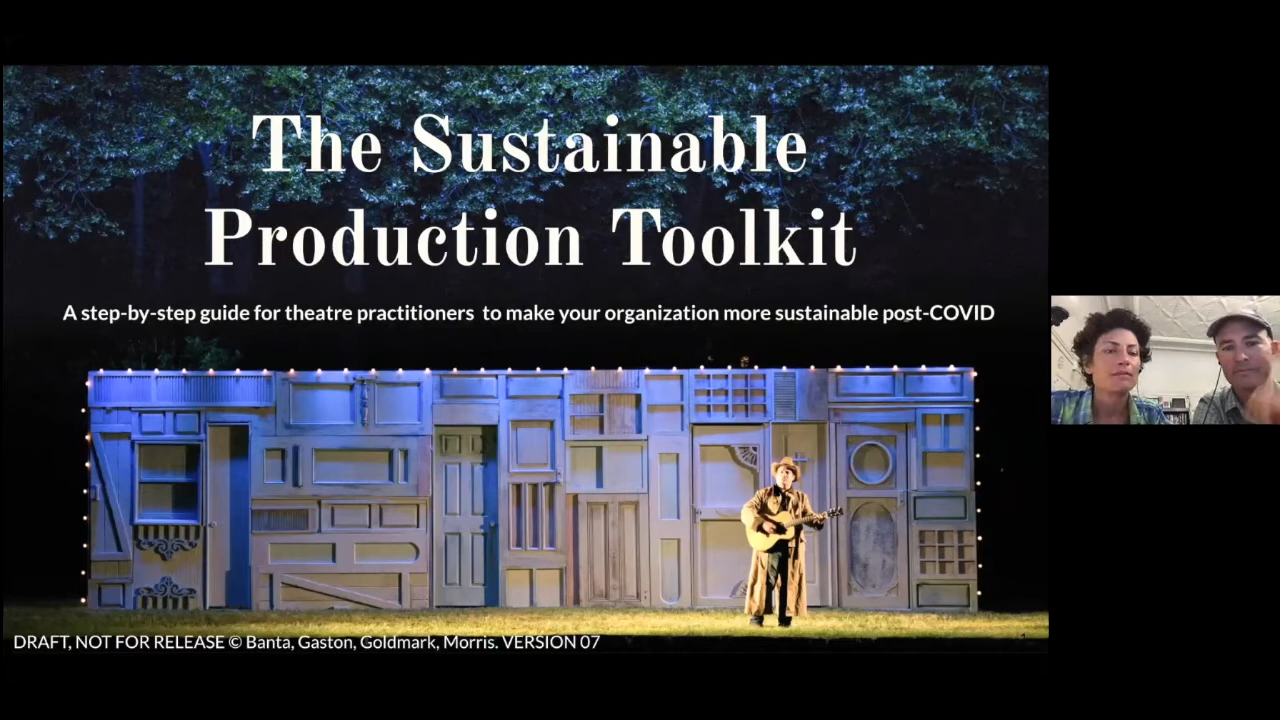 The Sustainable
Production Toolkit
A step-by-step guide for theatre practitioners to make your organization more sustainable post-COVID
DRAFT, NOT FOR RELEASE © Banta, Gaston, Goldmark, Morris. VERSION 07